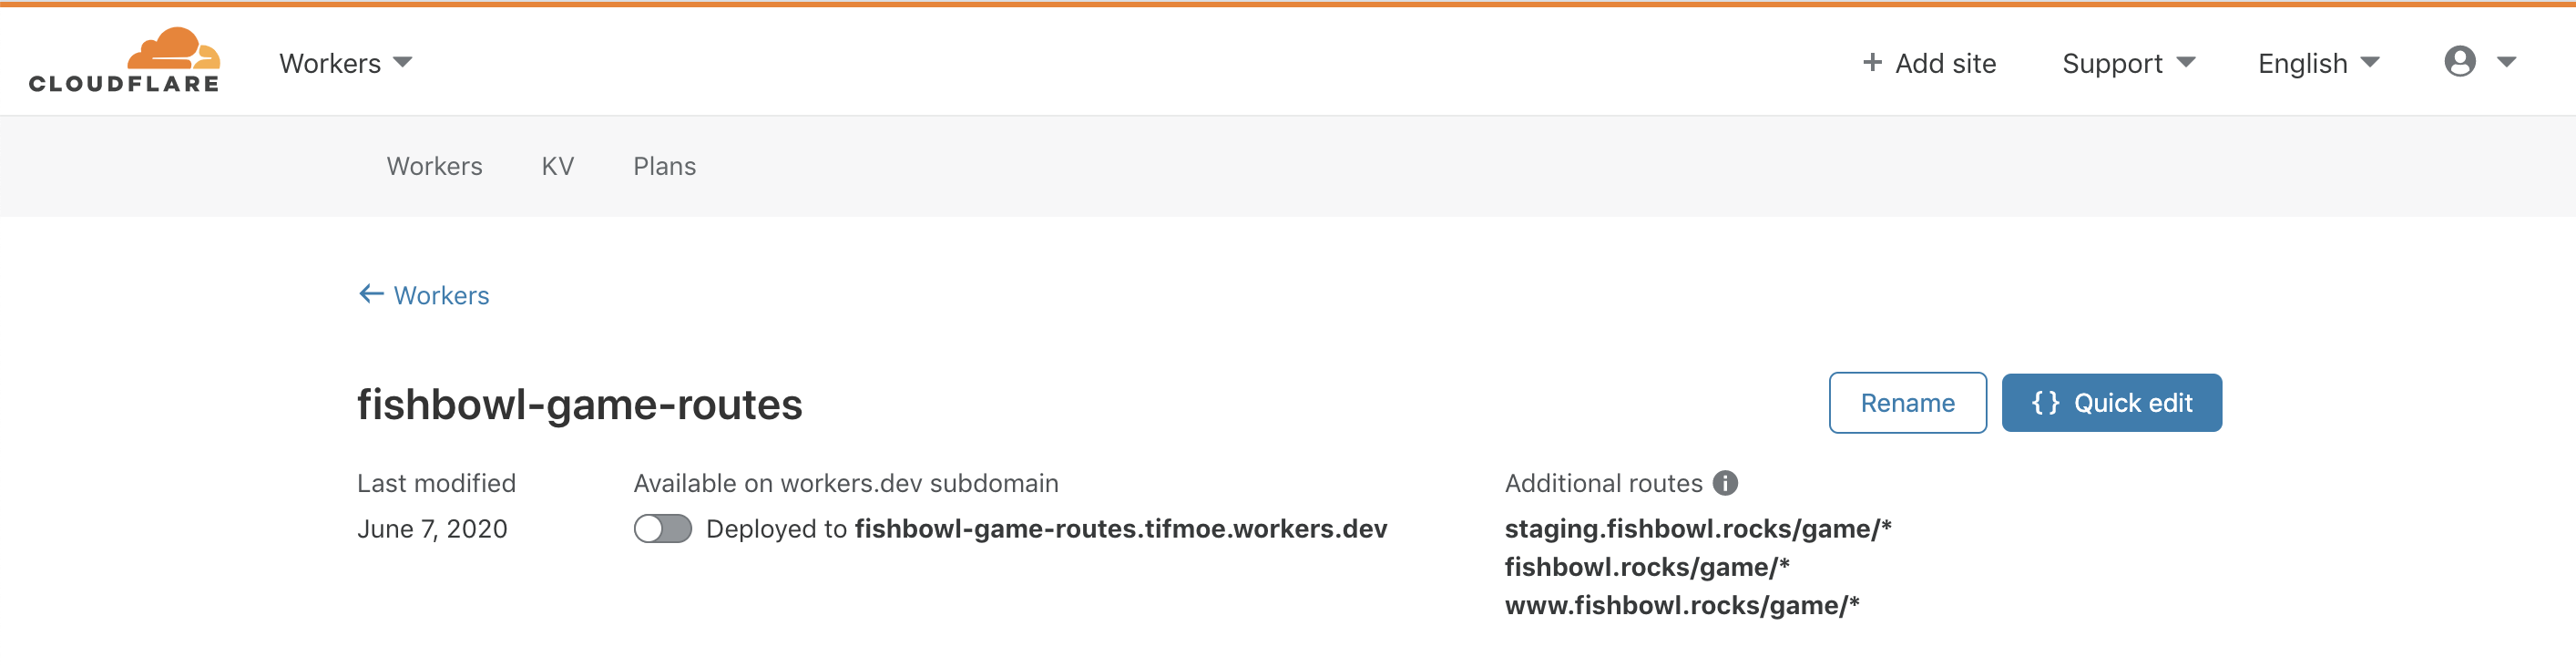 CLOUDFLARE Workers + Add site Support English
Workers KV Plans
← Workers
fishbowl-game-routes Rename {} Quick edit
Last modified Available on workers.dev subdomain Additional routes i
June 7, 2020 Deployed to fishbowl-game-routes.tifmoe.workers.dev staging.fishbowl.rocks/game/*
fishbowl.rocks/game/*
www.fishbowl.rocks/game/*